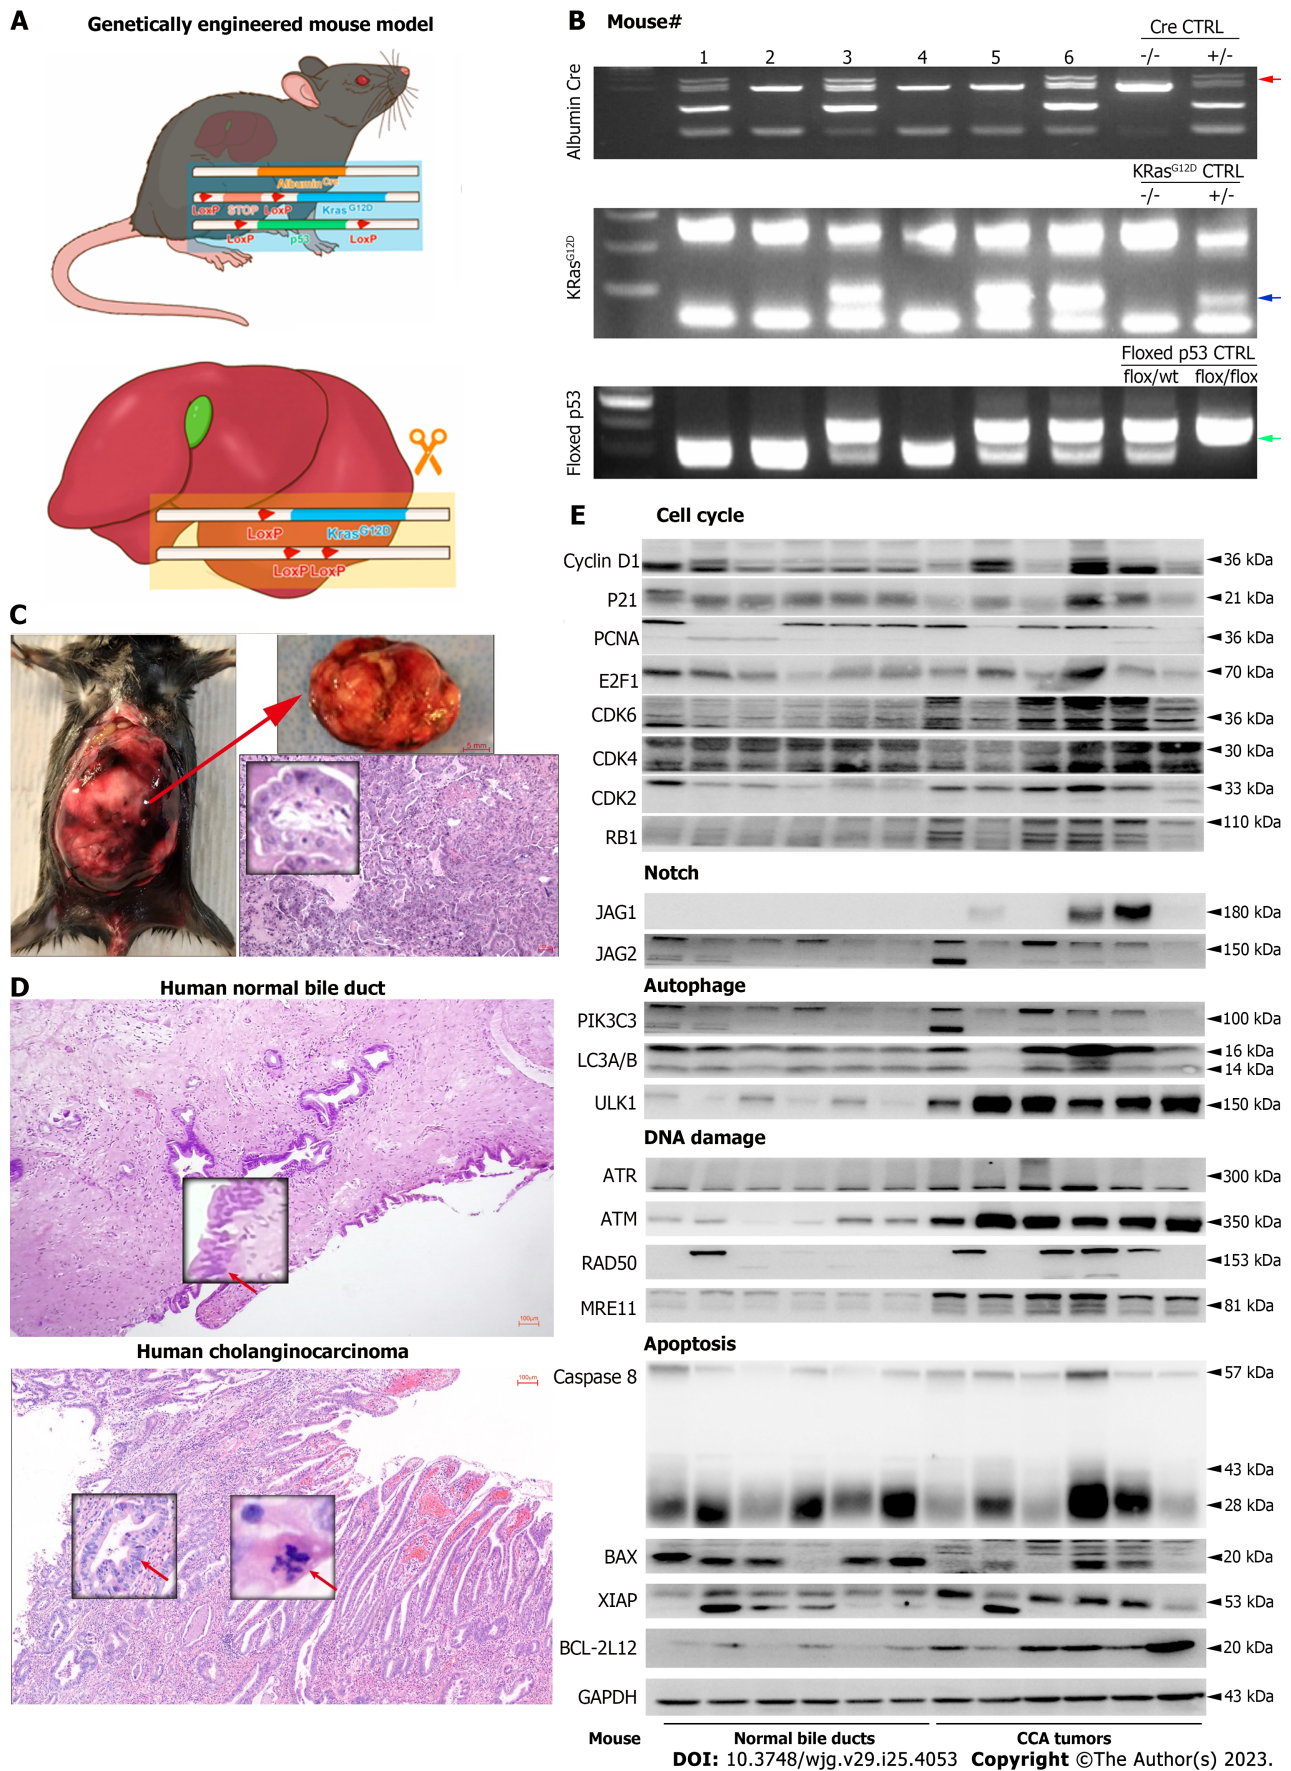 A
Genetically engineered mouse model
Albumin Cre
LoxP STOP LoxP Kras G12D
LoxP p53 LoxP
LoxP Kras G12D
LoxP LoxP
B Mouse#
Cre CTRL
1 2 3 4 5 6 -/- +/-
Albumin Cre
KRas G12D CTRL
-/- +/-
KRas G12D
Floxed p53 CTRL
flox/wt flox/flox
Floxed p53
C
5 mm
D
Human normal bile duct
100μm
Human cholanginocarcinoma
100μm
E Cell cycle
Cyclin D1 36 kDa
P21 21 kDa
PCNA 36 kDa
E2F1 70 kDa
CDK6 36 kDa
CDK4 30 kDa
CDK2 33 kDa
RB1 110 kDa
Notch
JAG1 180 kDa
JAG2 150 kDa
Autophage
PIK3C3 100 kDa
LC3A/B 16 kDa
14 kDa
ULK1 150 kDa
DNA damage
ATR 300 kDa
ATM 350 kDa
RAD50 153 kDa
MRE11 81 kDa
Apoptosis
Caspase 8 57 kDa
43 kDa
28 kDa
BAX 20 kDa
XIAP 53 kDa
BCL-2L12 20 kDa
GAPDH 43 kDa
Mouse Normal bile ducts CCA tumors
DOI: 10.3748/wjg.v29.i25.4053 Copyright ©The Author(s) 2023.